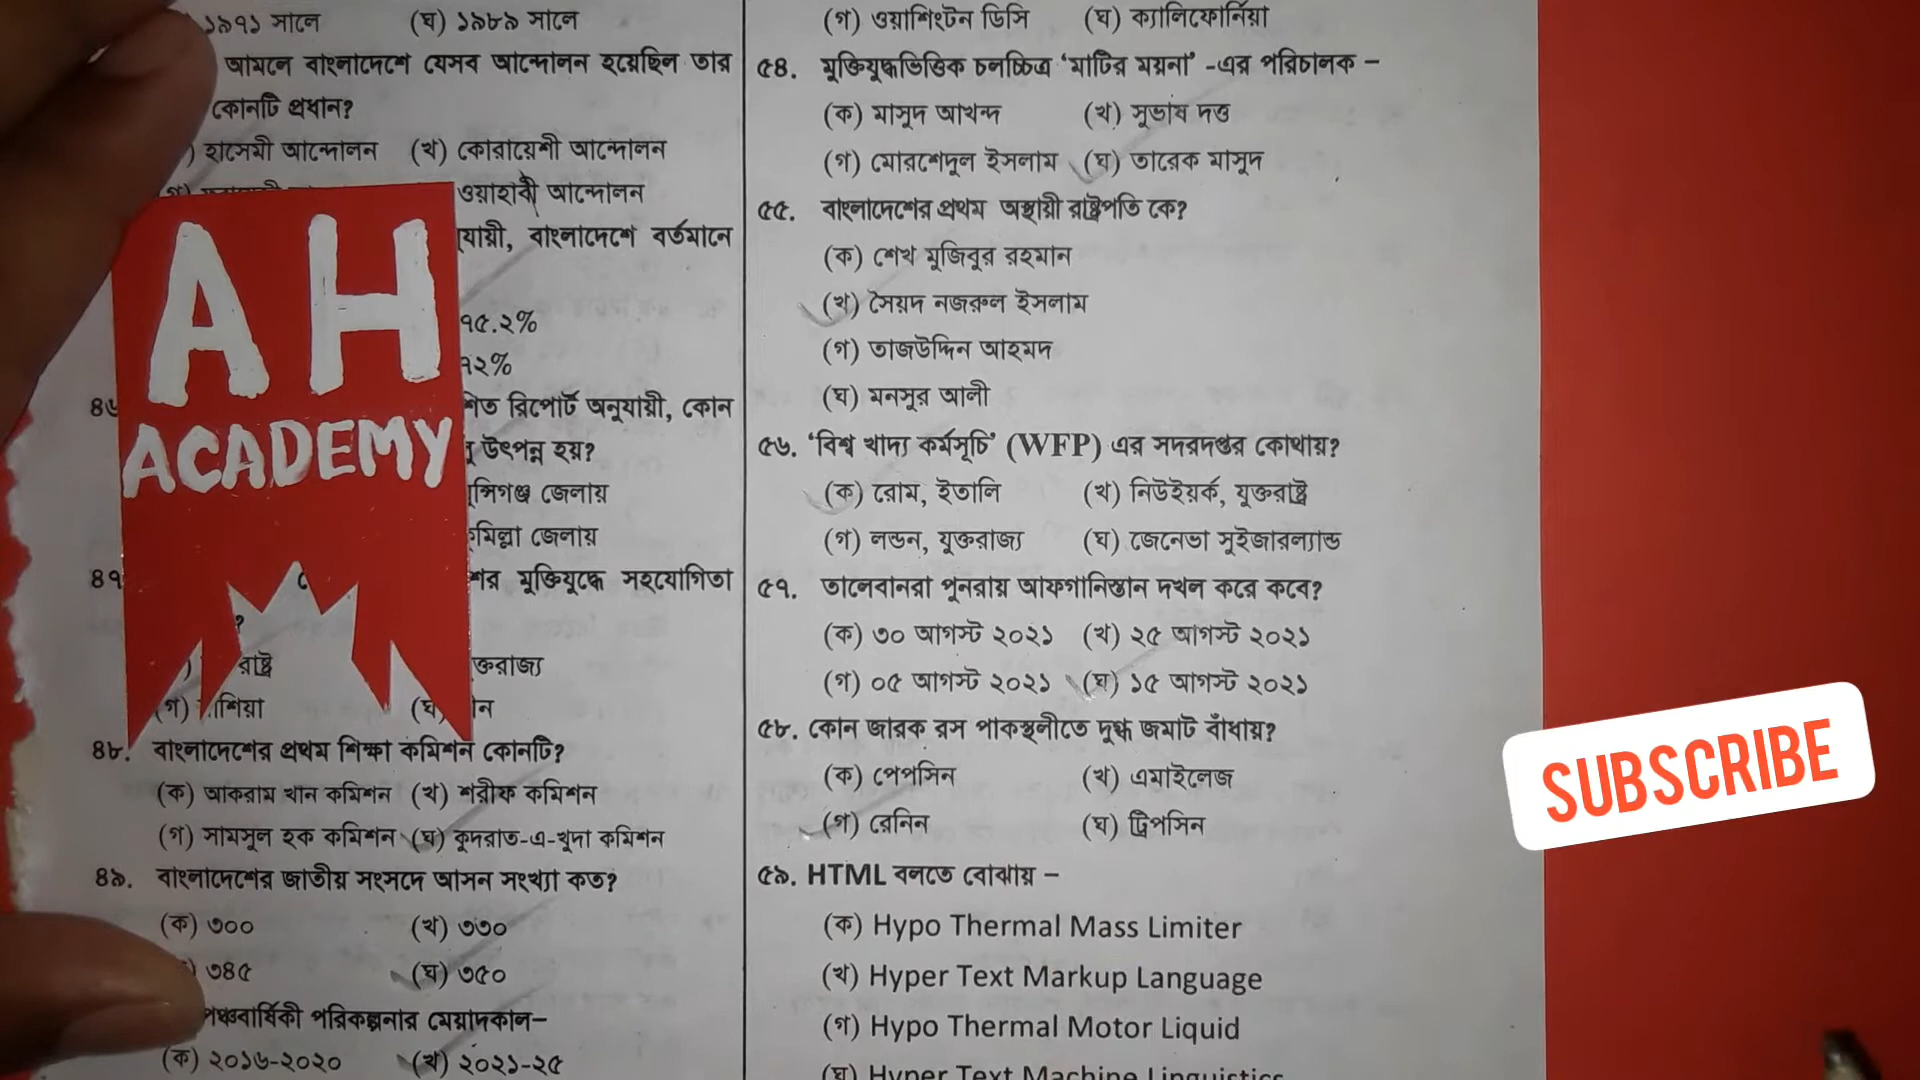 ১৯৭১ সালে (ঘ) ১৯৮৯ সালে
আমলে বাংলাদেশে যেসব আন্দোলন হয়েছিল তার
কোনটি প্রধান?
) হাসেমী আন্দোলন (খ) কোরায়েশী আন্দোলন
ওয়াহাবী আন্দোলন
যায়ী, বাংলাদেশে বর্তমানে
৭৫.২%
৭২%
রিপোর্ট অনুযায়ী, কোন
উৎপন্ন হয়?
ন্সিগঞ্জ জেলায়
মিল্লা জেলায়
৪৭ শের মুক্তিযুদ্ধে সহযোগিতা
?
রাষ্ট্র ক্তরাজ্য
(গ) াশিয়া (ঘ) ীন
৪৮. বাংলাদেশের প্রথম শিক্ষা কমিশন কোনটি?
(ক) আকরাম খান কমিশন (খ) শরীফ কমিশন
(গ) সামসুল হক কমিশন (ঘ) কুদরাত-এ-খুদা কমিশন
৪৯. বাংলাদেশের জাতীয় সংসদে আসন সংখ্যা কত?
(ক) ৩০০ (খ) ৩৩০
) ৩৪৫ (ঘ) ৩৫০
পঞ্চবার্ষিকী পরিকল্পনার মেয়াদকাল–
(ক) ২০১৬-২০২০ (খ) ২০২১-২৫
AH
ACADEMY
(গ) ওয়াশিংটন ডিসি (ঘ) ক্যালিফোর্নিয়া
৫৪. মুক্তিযুদ্ধভিত্তিক চলচ্চিত্র ‘মাটির ময়না’ -এর পরিচালক –
(ক) মাসুদ আখন্দ (খ) সুভাষ দত্ত
(গ) মোরশেদুল ইসলাম (ঘ) তারেক মাসুদ
৫৫. বাংলাদেশের প্রথম অস্থায়ী রাষ্ট্রপতি কে?
(ক) শেখ মুজিবুর রহমান
(খ) সৈয়দ নজরুল ইসলাম
(গ) তাজউদ্দিন আহমদ
(ঘ) মনসুর আলী
৫৬. ‘বিশ্ব খাদ্য কর্মসূচি’ (WFP) এর সদরদপ্তর কোথায়?
(ক) রোম, ইতালি (খ) নিউইয়র্ক, যুক্তরাষ্ট্র
(গ) লন্ডন, যুক্তরাজ্য (ঘ) জেনেভা সুইজারল্যান্ড
৫৭. তালেবানরা পুনরায় আফগানিস্তান দখল করে কবে?
(ক) ৩০ আগস্ট ২০২১ (খ) ২৫ আগস্ট ২০২১
(গ) ০৫ আগস্ট ২০২১ (ঘ) ১৫ আগস্ট ২০২১
৫৮. কোন জারক রস পাকস্থলীতে দুগ্ধ জমাট বাঁধায়?
(ক) পেপসিন (খ) এমাইলেজ
(গ) রেনিন (ঘ) ট্রিপসিন
৫৯. HTML বলতে বোঝায় –
(ক) Hypo Thermal Mass Limiter
(খ) Hyper Text Markup Language
(গ) Hypo Thermal Motor Liquid
(ঘ) Hyper Text Machine Linguistics
SUBSCRIBE